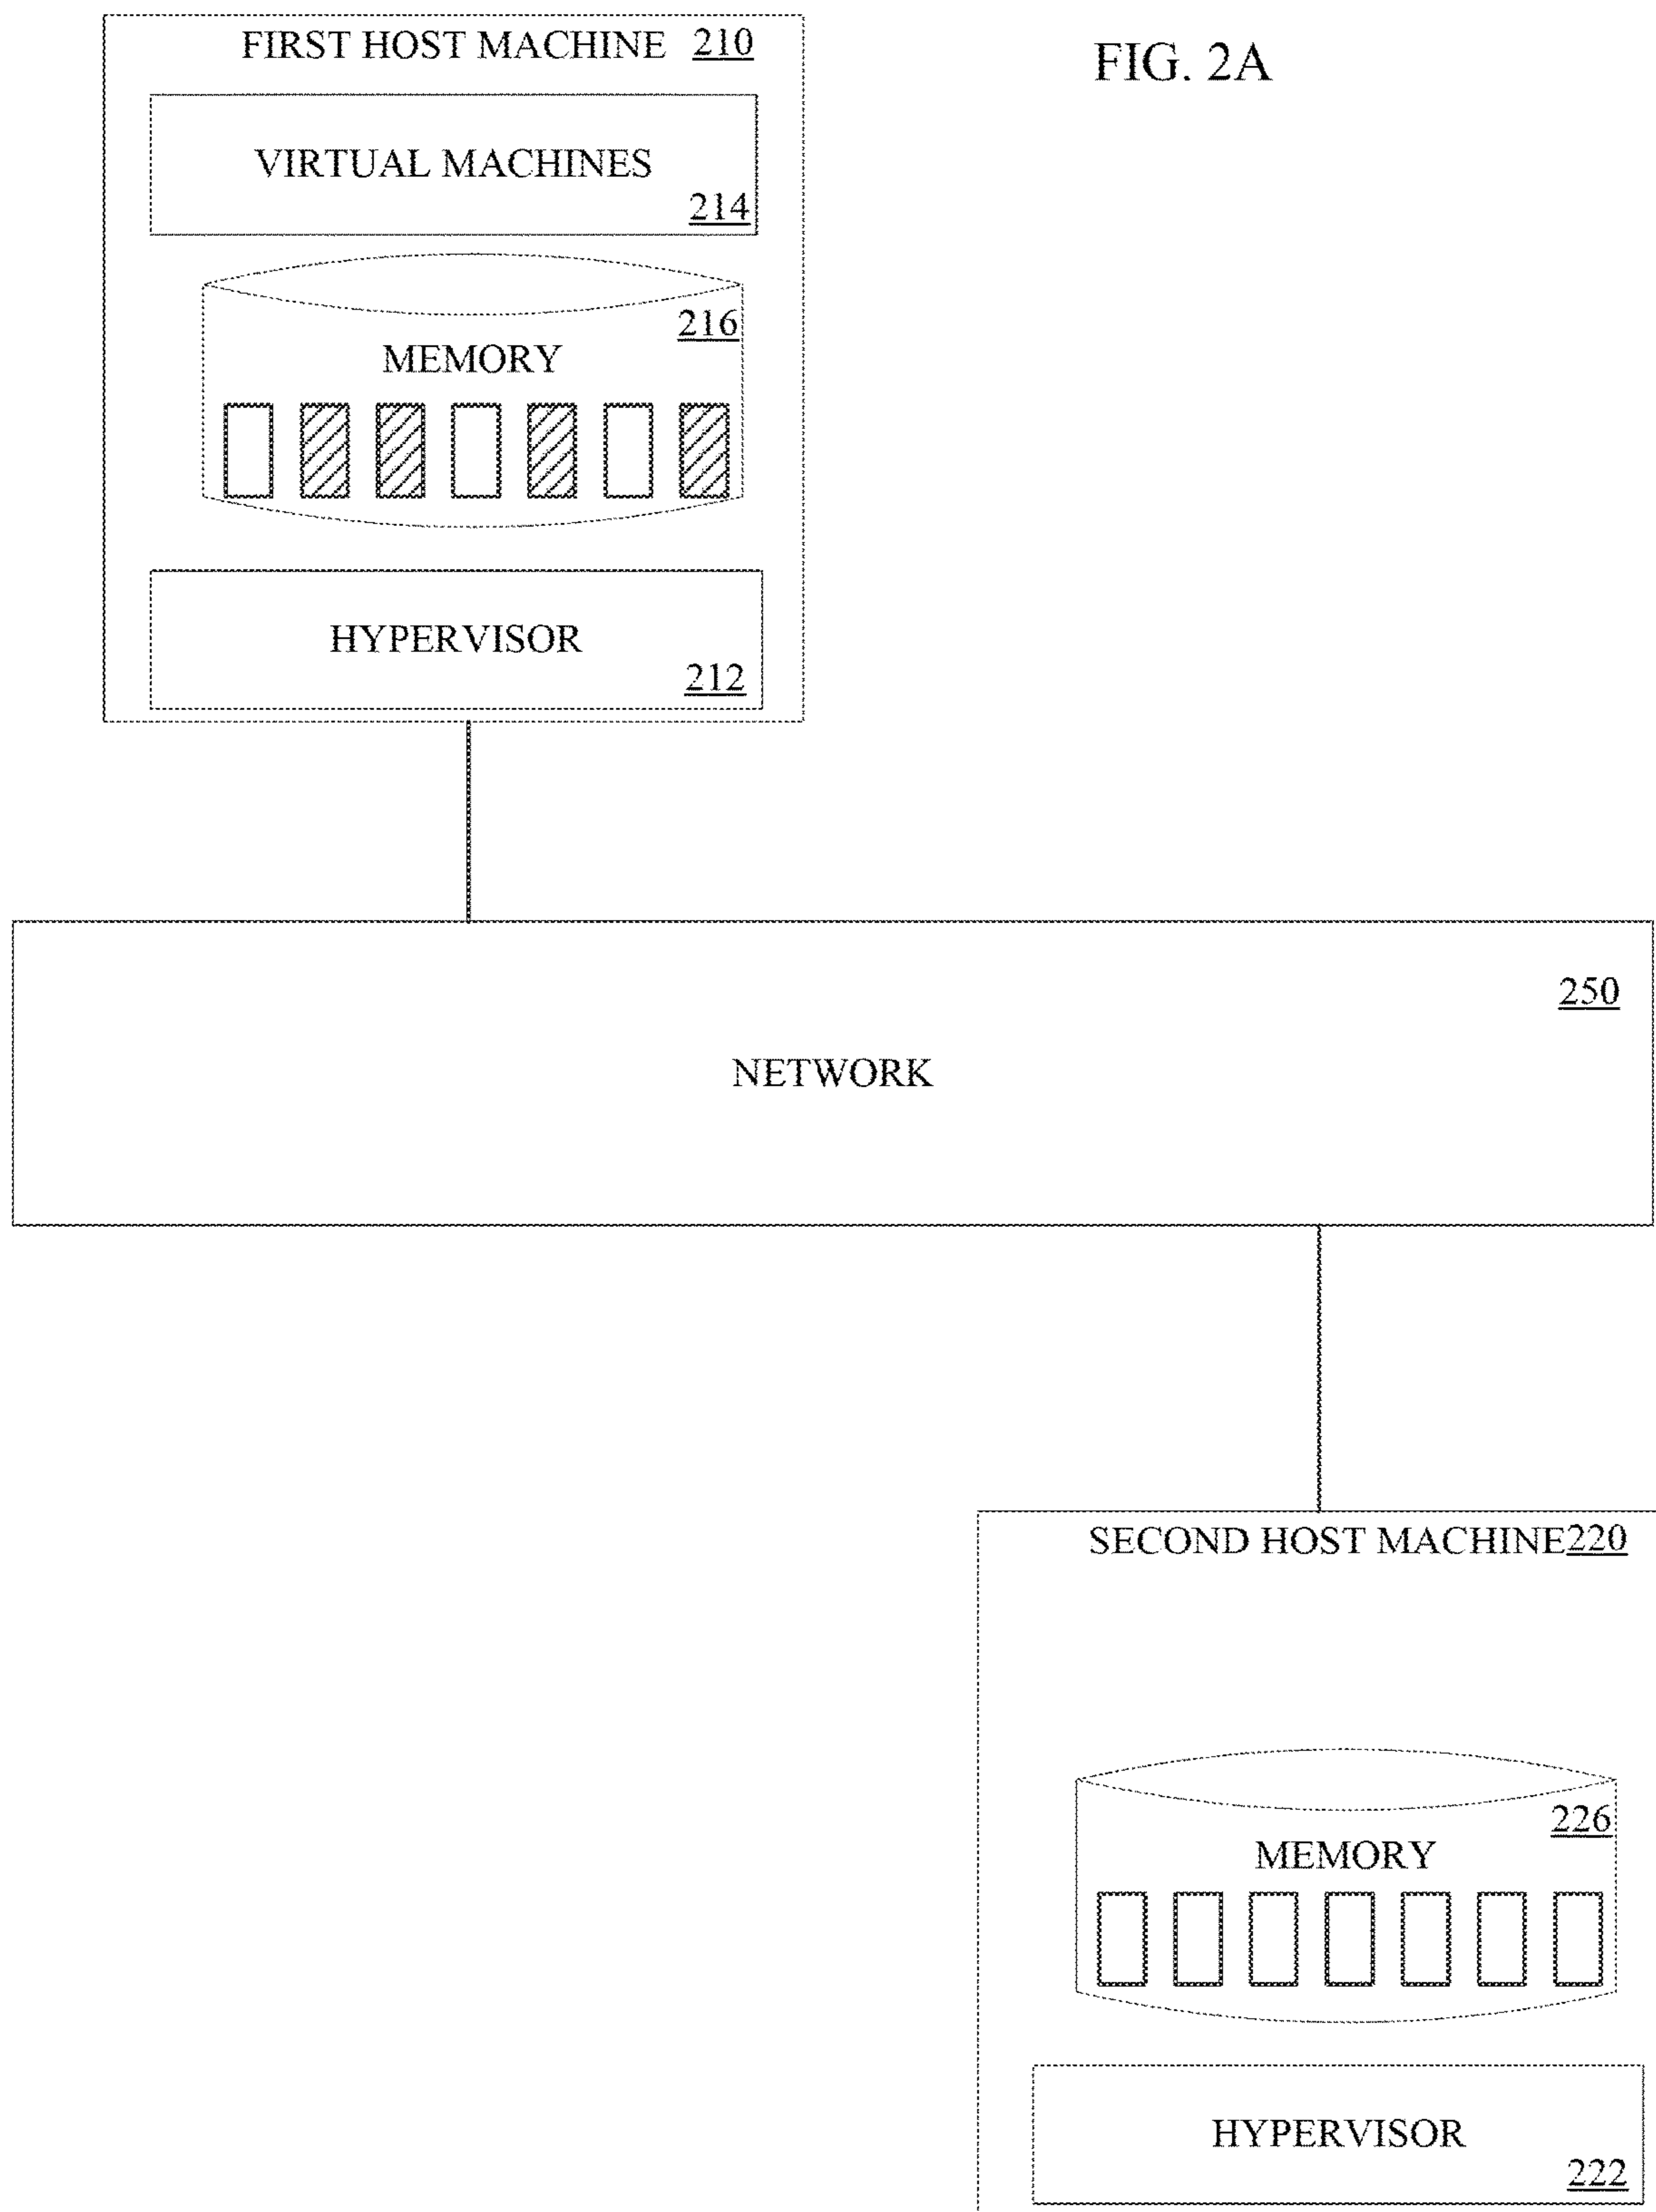 FIRST HOST MACHINE 210
FIG. 2A
VIRTUAL MACHINES
214
216
MEMORY
HYPERVISOR
212
250
NETWORK
SECOND HOST MACHINE220
226
MEMORY
HYPERVISOR
222